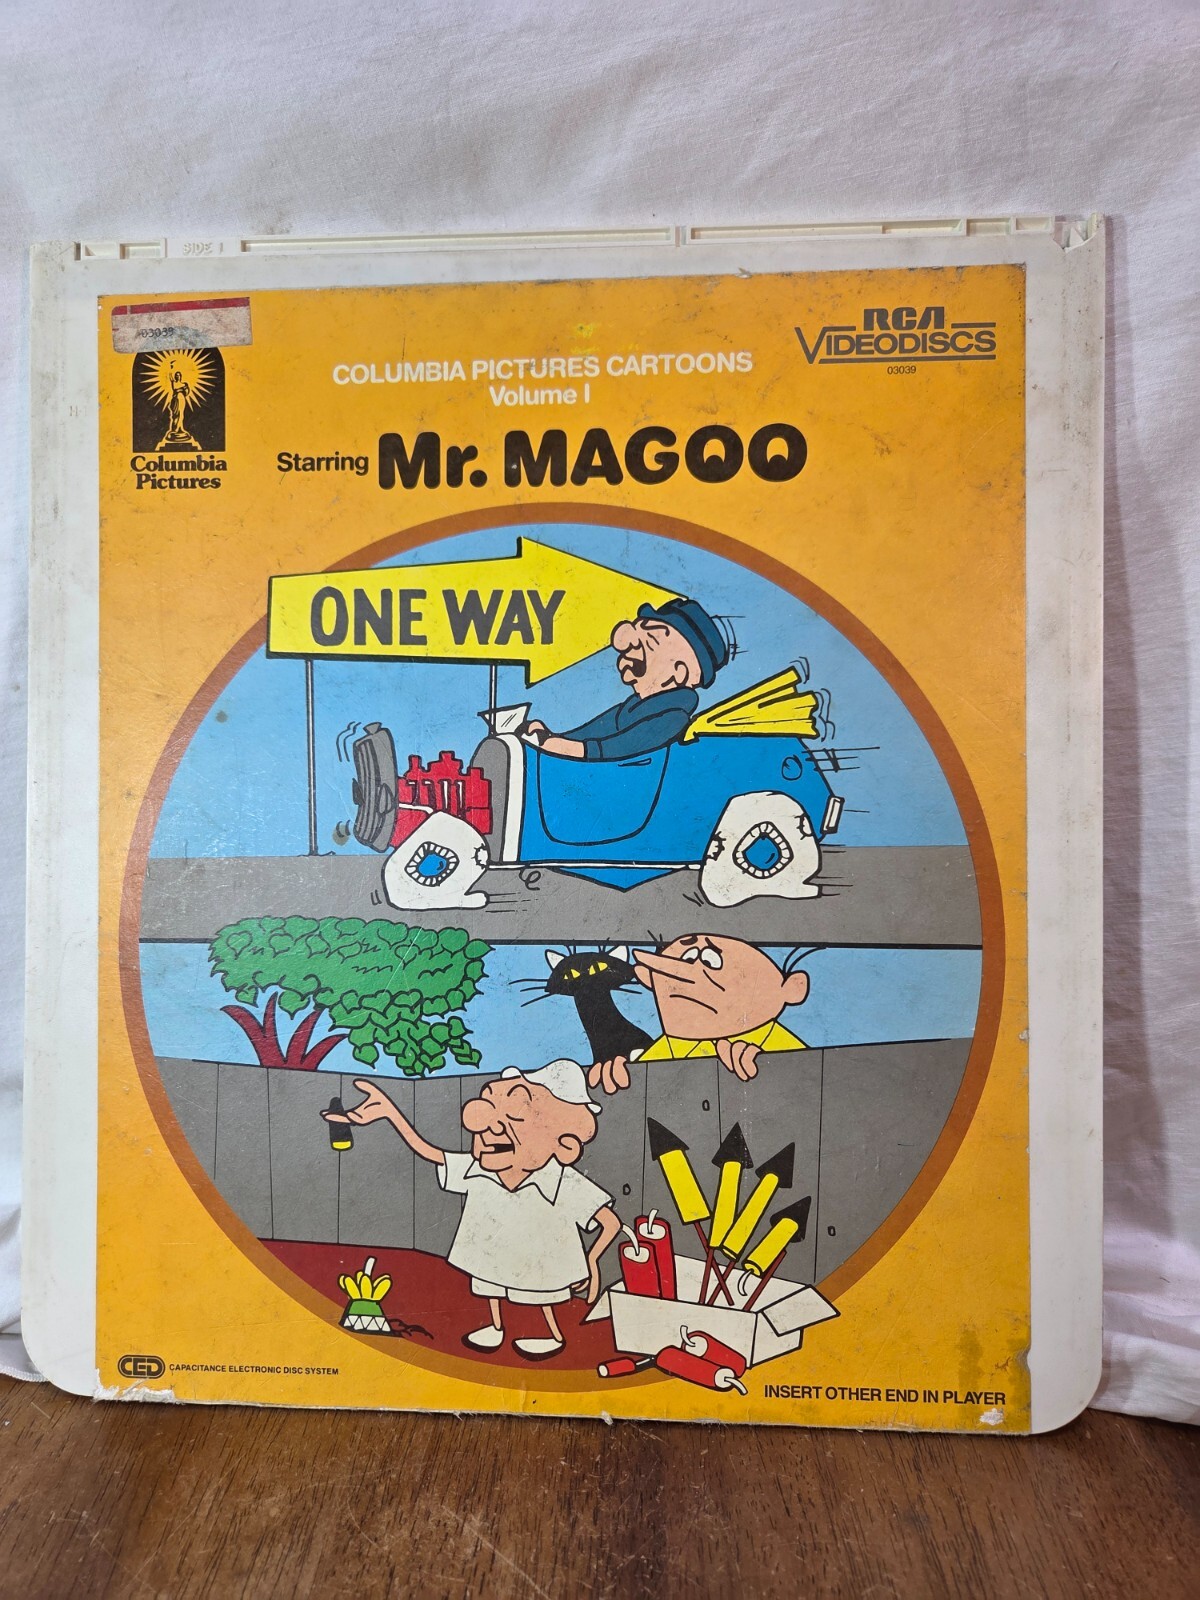 SIDE 1
03039
RCA
VIDEODISCS
03039
COLUMBIA PICTURES CARTOONS
Volume I
Columbia
Pictures
Starring Mr. MAGOO
ONE WAY
CED CAPACITANCE ELECTRONIC DISC SYSTEM
INSERT OTHER END IN PLAYER